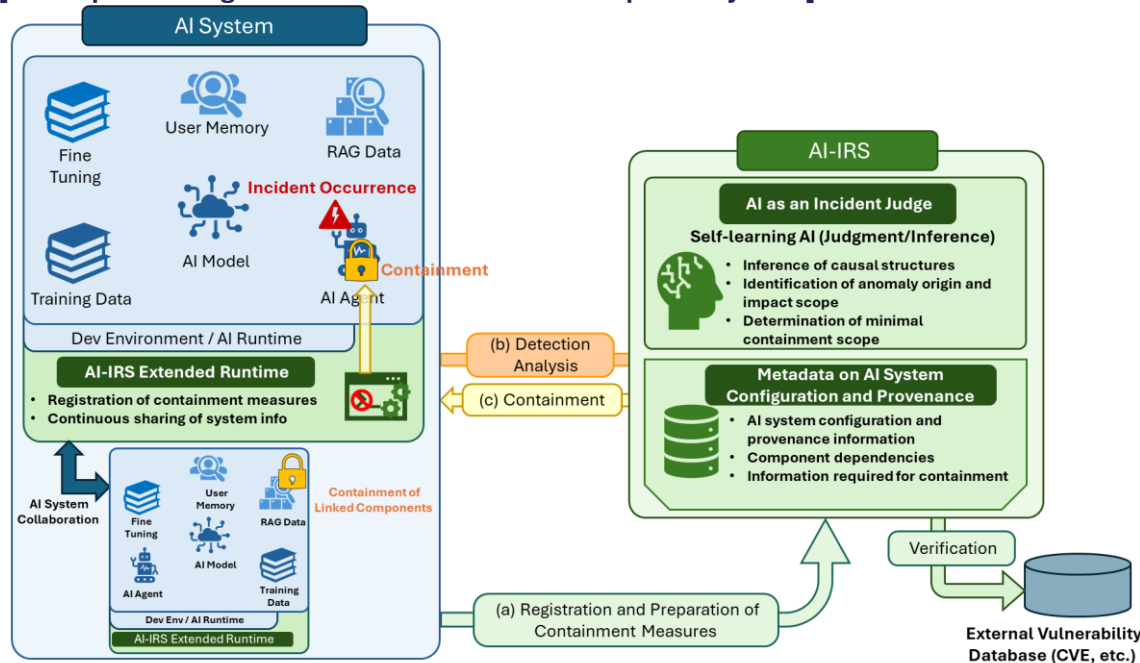 AI System
Fine
Tuning
User Memory
RAG Data
Incident Occurrence
AI Model
Containment
Training Data
AI Agent
Dev Environment / AI Runtime
AI-IRS Extended Runtime
• Registration of containment measures
• Continuous sharing of system info
AI System
Collaboration
Fine
Tuning
User
Memory
RAG Data
AI Model
AI Agent
Training
Data
Dev Env / AI Runtime
AI-IRS Extended Runtime
Containment of
Linked Components
(b) Detection
Analysis
(c) Containment
(a) Registration and Preparation of
Containment Measures
AI-IRS
AI as an Incident Judge
Self-learning AI (Judgment/Inference)
• Inference of causal structures
• Identification of anomaly origin and
impact scope
• Determination of minimal
containment scope
Metadata on AI System
Configuration and Provenance
• AI system configuration and
provenance information
• Component dependencies
• Information required for containment
Verification
External Vulnerability
Database (CVE, etc.)